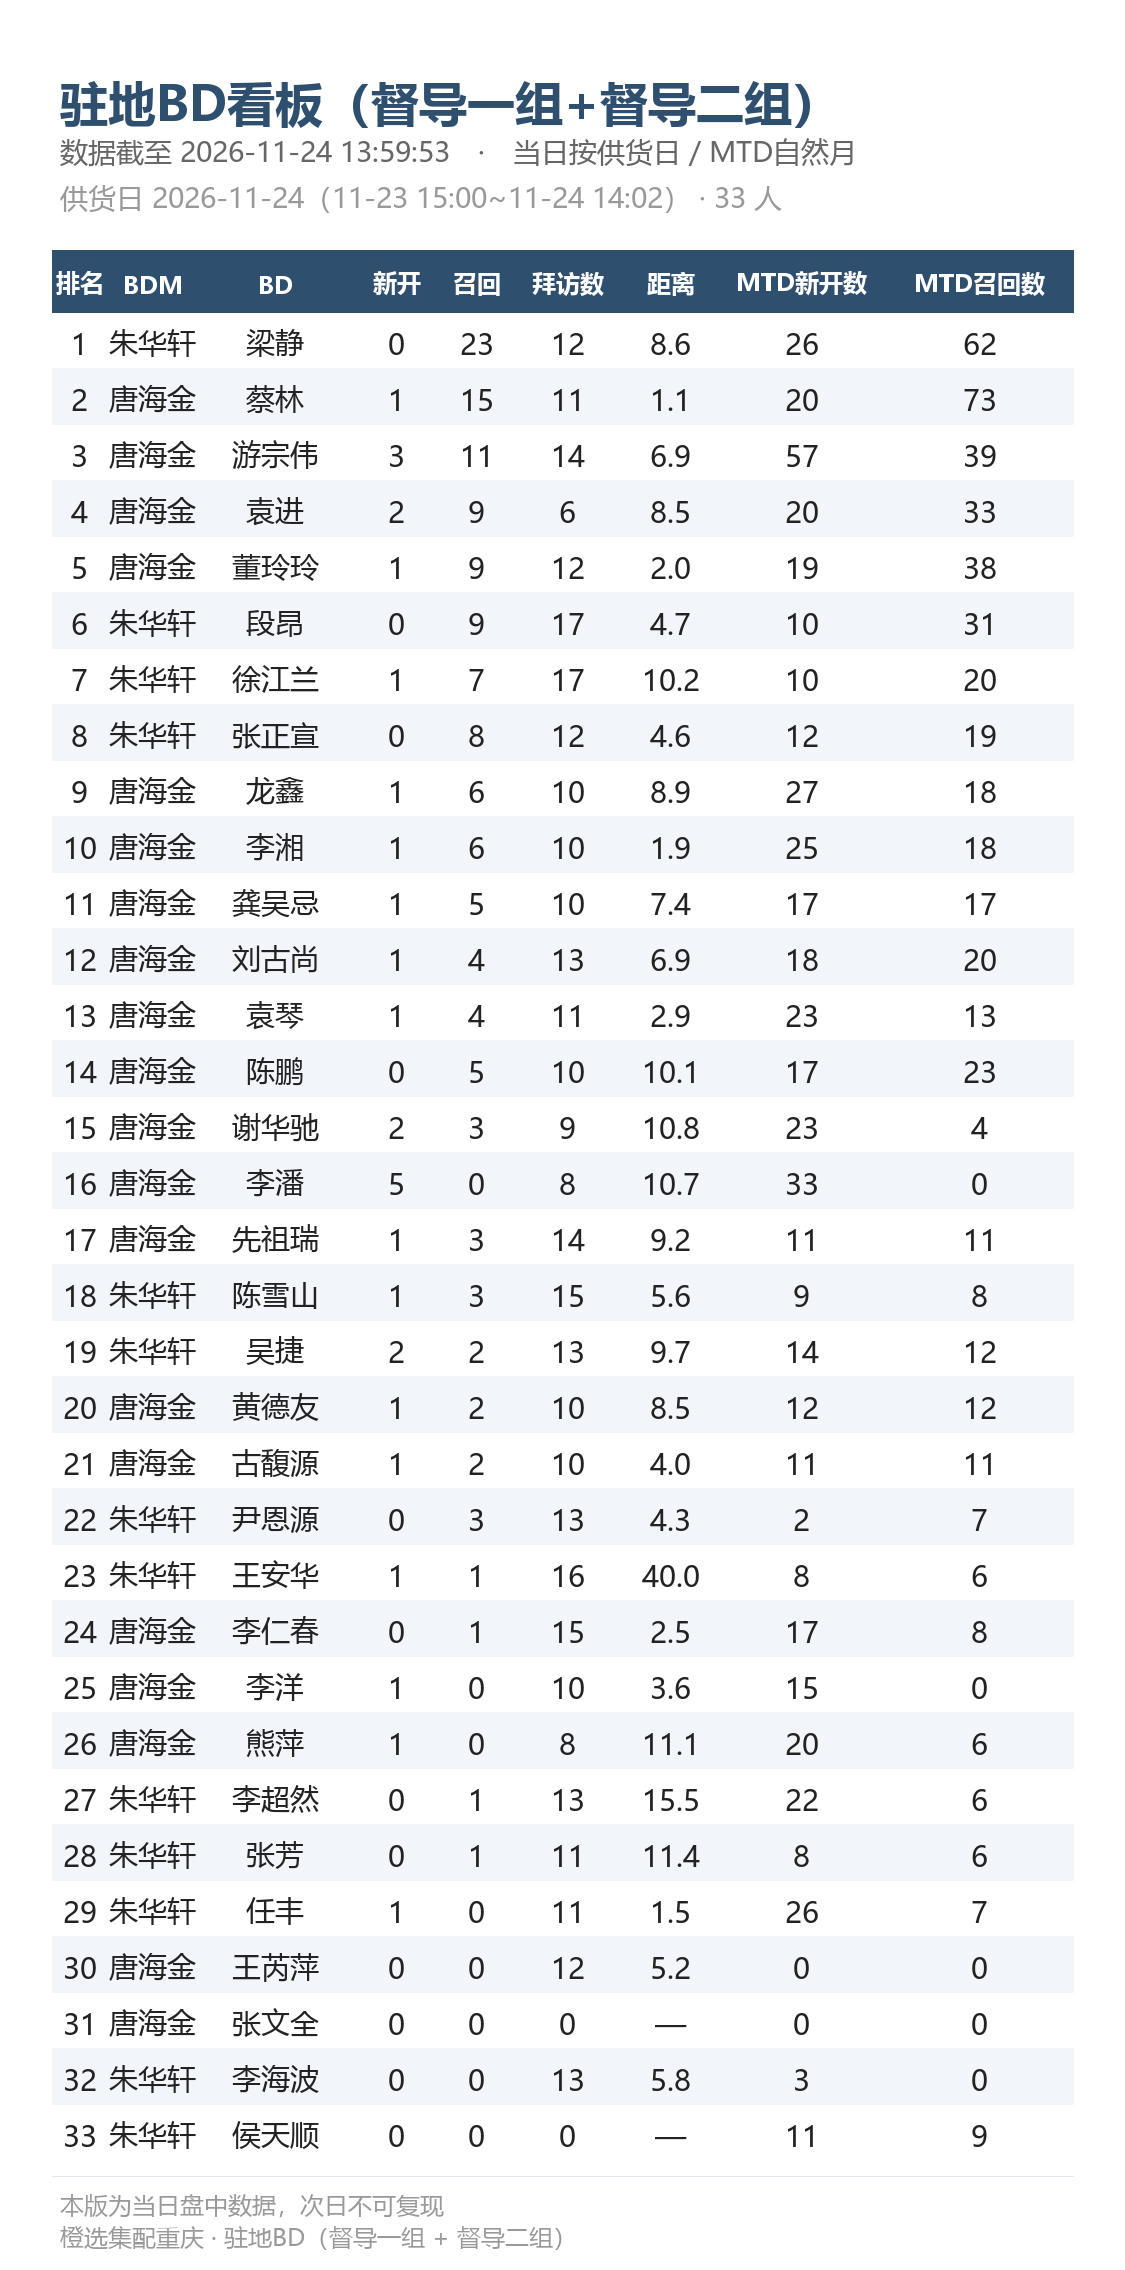 驻地BD看板（督导一组+督导二组）
数据截至 2026-11-24 13:59:53 · 当日按供货日 / MTD自然月
供货日 2026-11-24（11-23 15:00~11-24 14:02） · 33 人
排名 BDM BD 新开 召回 拜访数 距离 MTD新开数 MTD召回数
1 朱华轩 梁静 0 23 12 8.6 26 62
2 唐海金 蔡林 1 15 11 1.1 20 73
3 唐海金 游宗伟 3 11 14 6.9 57 39
4 唐海金 袁进 2 9 6 8.5 20 33
5 唐海金 董玲玲 1 9 12 2.0 19 38
6 朱华轩 段昂 0 9 17 4.7 10 31
7 朱华轩 徐江兰 1 7 17 10.2 10 20
8 朱华轩 张正宣 0 8 12 4.6 12 19
9 唐海金 龙鑫 1 6 10 8.9 27 18
10 唐海金 李湘 1 6 10 1.9 25 18
11 唐海金 龚吴忌 1 5 10 7.4 17 17
12 唐海金 刘古尚 1 4 13 6.9 18 20
13 唐海金 袁琴 1 4 11 2.9 23 13
14 唐海金 陈鹏 0 5 10 10.1 17 23
15 唐海金 谢华驰 2 3 9 10.8 23 4
16 唐海金 李潘 5 0 8 10.7 33 0
17 唐海金 先祖瑞 1 3 14 9.2 11 11
18 朱华轩 陈雪山 1 3 15 5.6 9 8
19 朱华轩 吴捷 2 2 13 9.7 14 12
20 唐海金 黄德友 1 2 10 8.5 12 12
21 唐海金 古馥源 1 2 10 4.0 11 11
22 朱华轩 尹恩源 0 3 13 4.3 2 7
23 朱华轩 王安华 1 1 16 40.0 8 6
24 唐海金 李仁春 0 1 15 2.5 17 8
25 唐海金 李洋 1 0 10 3.6 15 0
26 唐海金 熊萍 1 0 8 11.1 20 6
27 朱华轩 李超然 0 1 13 15.5 22 6
28 朱华轩 张芳 0 1 11 11.4 8 6
29 朱华轩 任丰 1 0 11 1.5 26 7
30 唐海金 王芮萍 0 0 12 5.2 0 0
31 唐海金 张文全 0 0 0 — 0 0
32 朱华轩 李海波 0 0 13 5.8 3 0
33 朱华轩 侯天顺 0 0 0 — 11 9
本版为当日盘中数据，次日不可复现
橙选集配重庆 · 驻地BD（督导一组 + 督导二组）